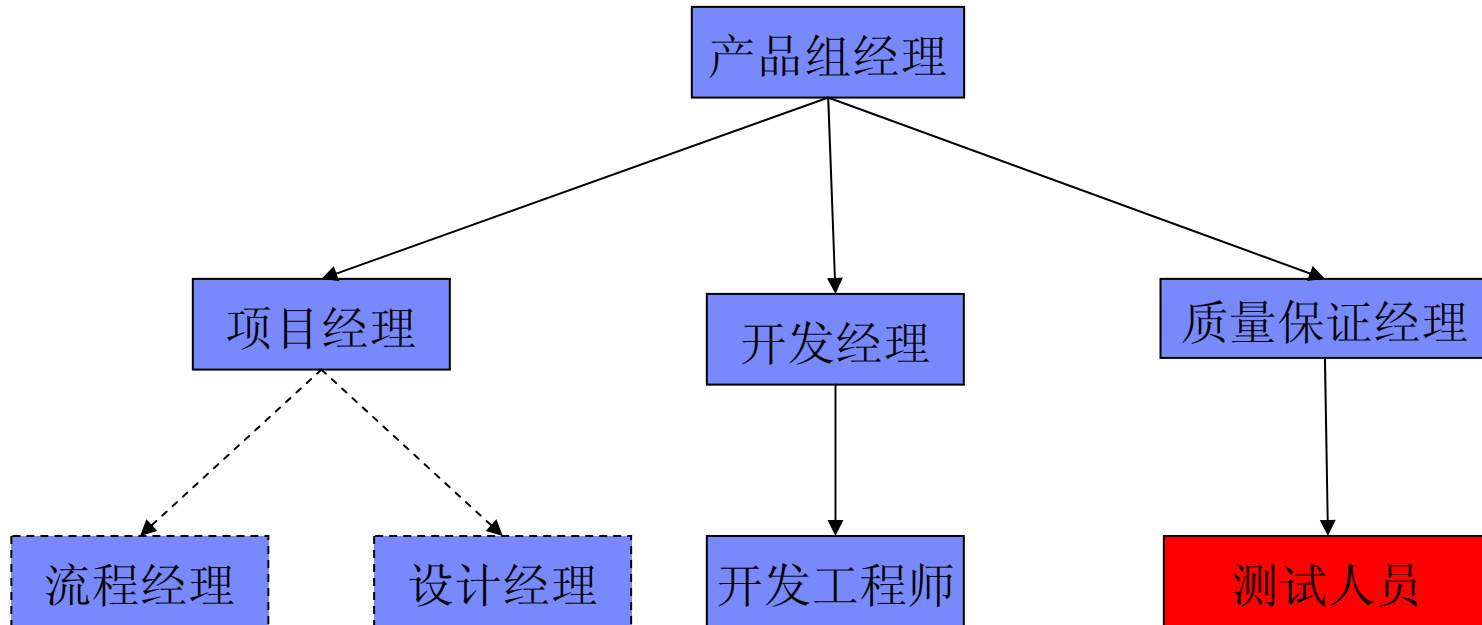 产品组经理
项目经理
开发经理
质量保证经理
流程经理
设计经理
开发工程师
测试人员